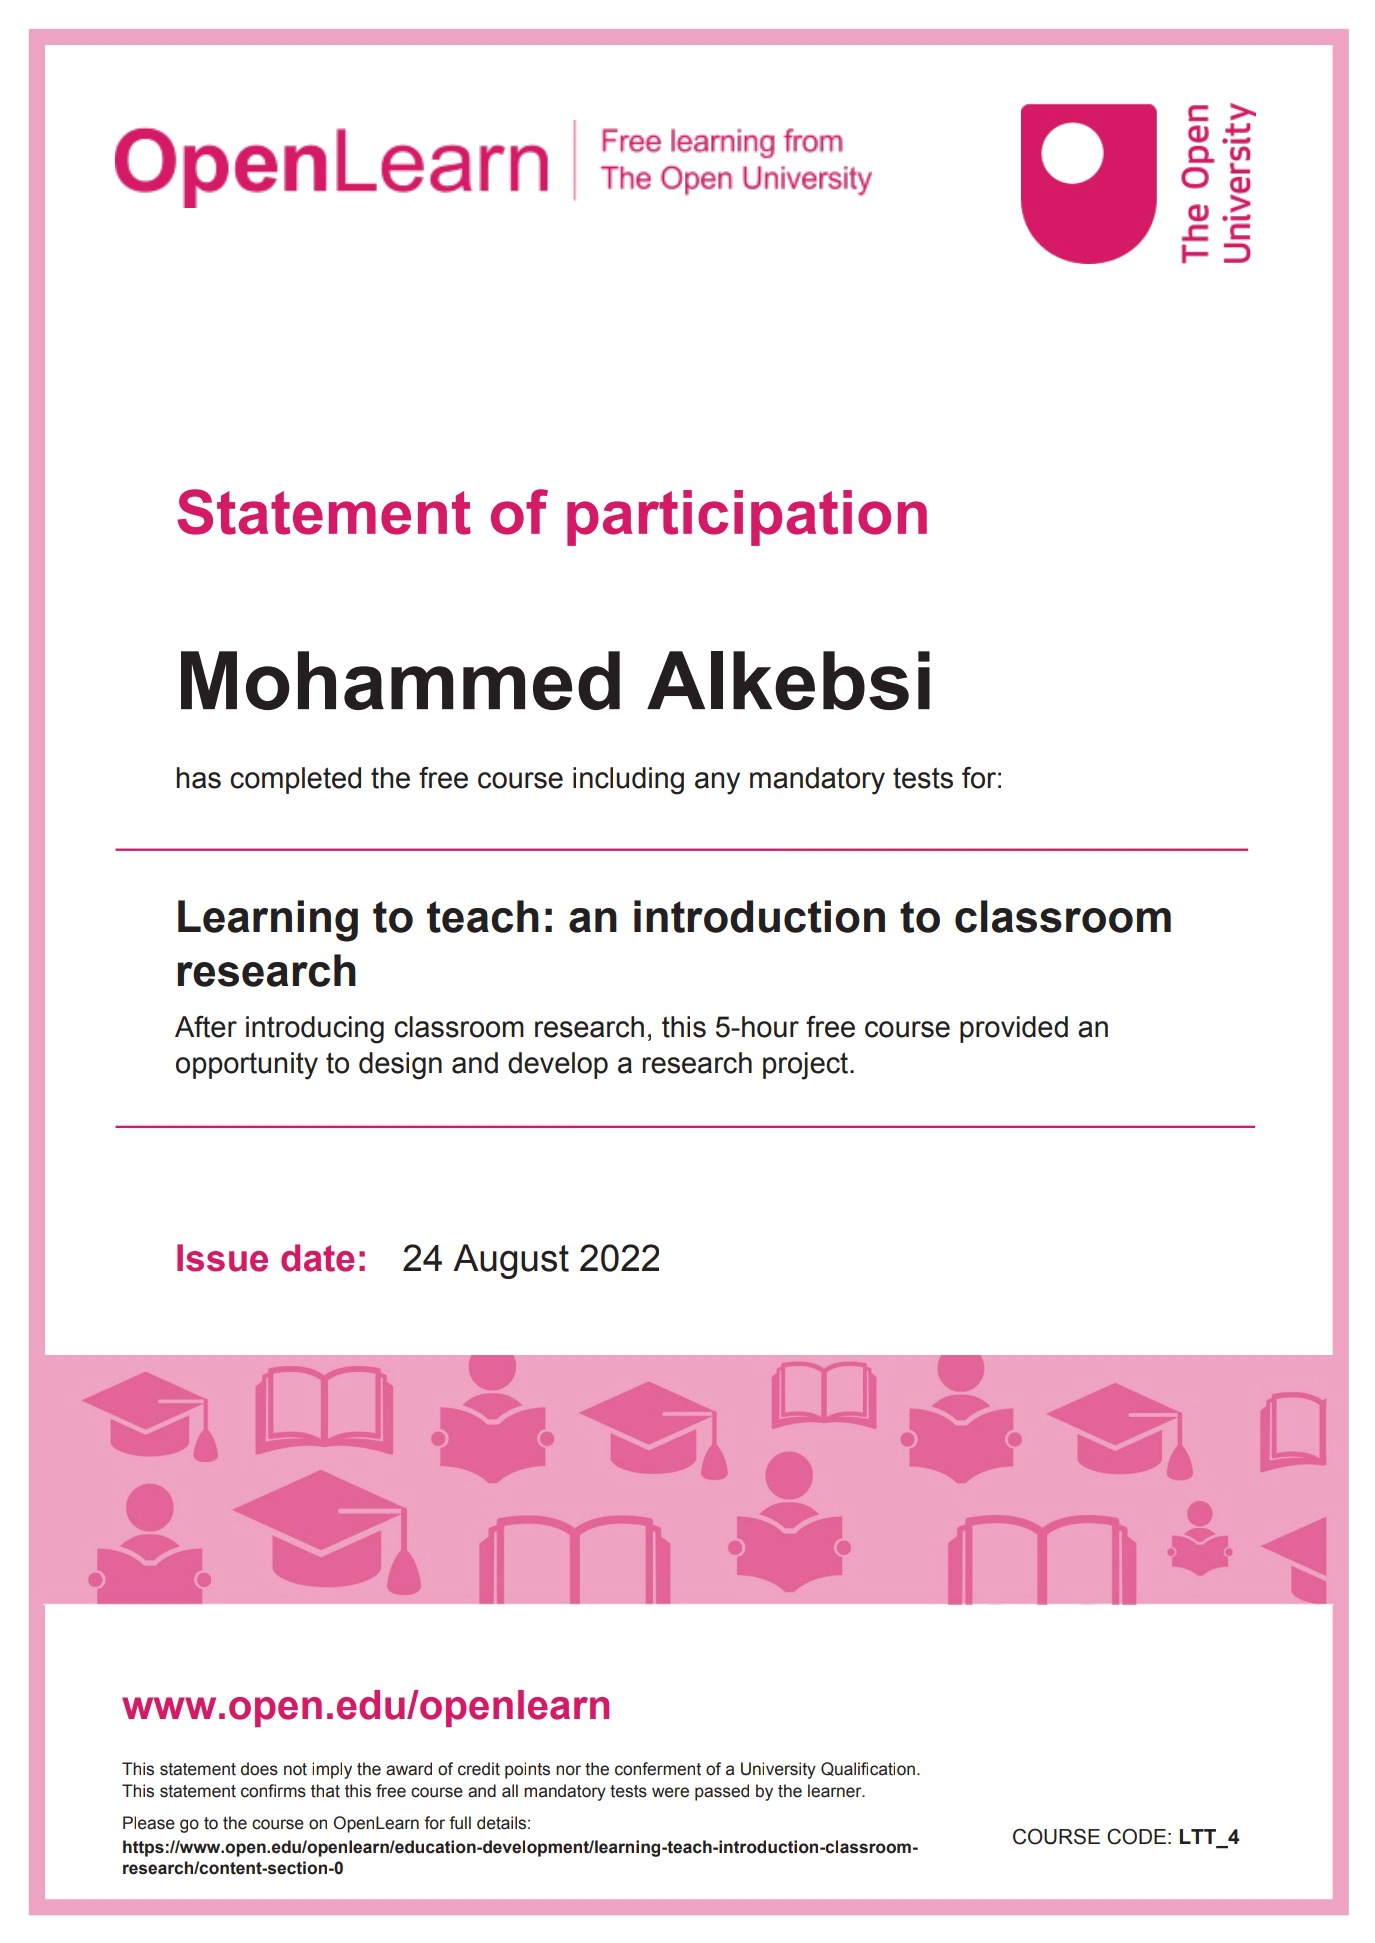 OpenLearn
Free learning from
The Open University
The Open
University
Statement of participation
Mohammed Alkebsi
has completed the free course including any mandatory tests for:
Learning to teach: an introduction to classroom
research
After introducing classroom research, this 5-hour free course provided an
opportunity to design and develop a research project.
Issue date: 24 August 2022
www.open.edu/openlearn
This statement does not imply the award of credit points nor the conferment of a University Qualification.
This statement confirms that this free course and all mandatory tests were passed by the learner.
Please go to the course on OpenLearn for full details:
https://www.open.edu/openlearn/education-development/learning-teach-introduction-classroom-
research/content-section-0
COURSE CODE: LTT_4